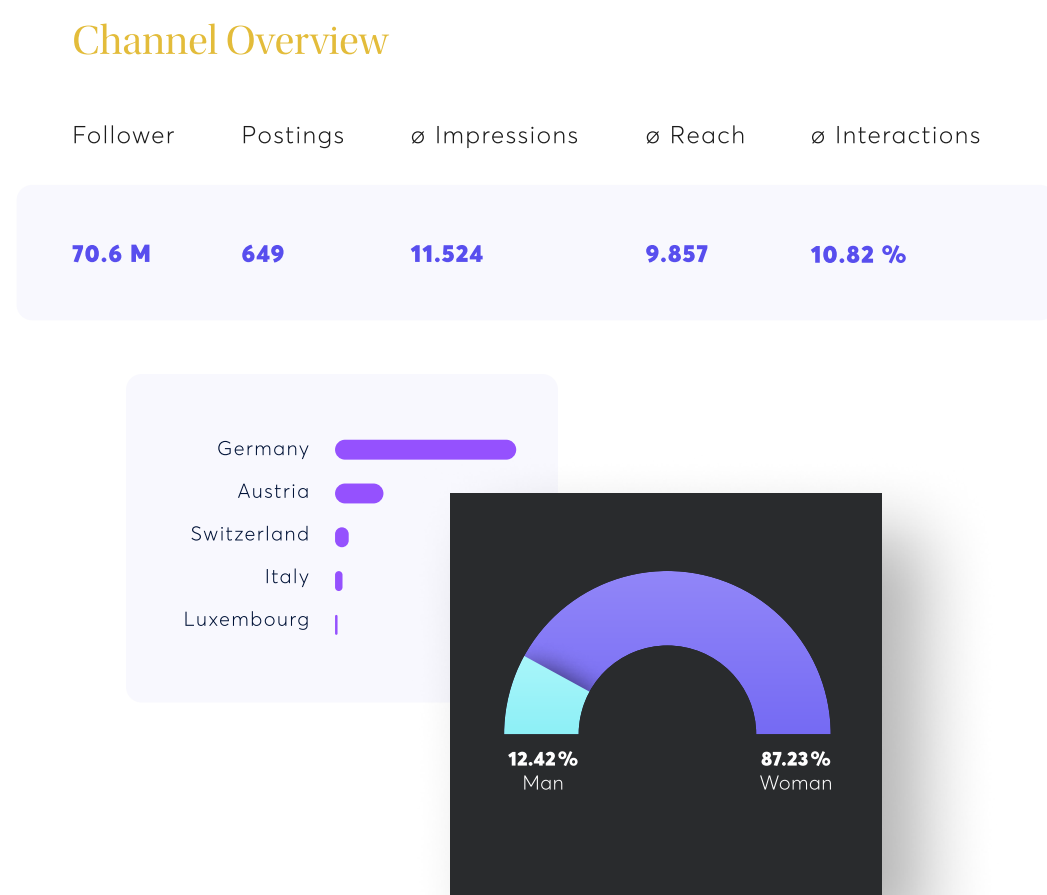 Channel Overview
Follower Postings ø Impressions ø Reach ø Interactions
70.6 M 649 11.524 9.857 10.82 %
Germany
Austria
Switzerland
Italy
Luxembourg
12.42% 87.23%
Man Woman